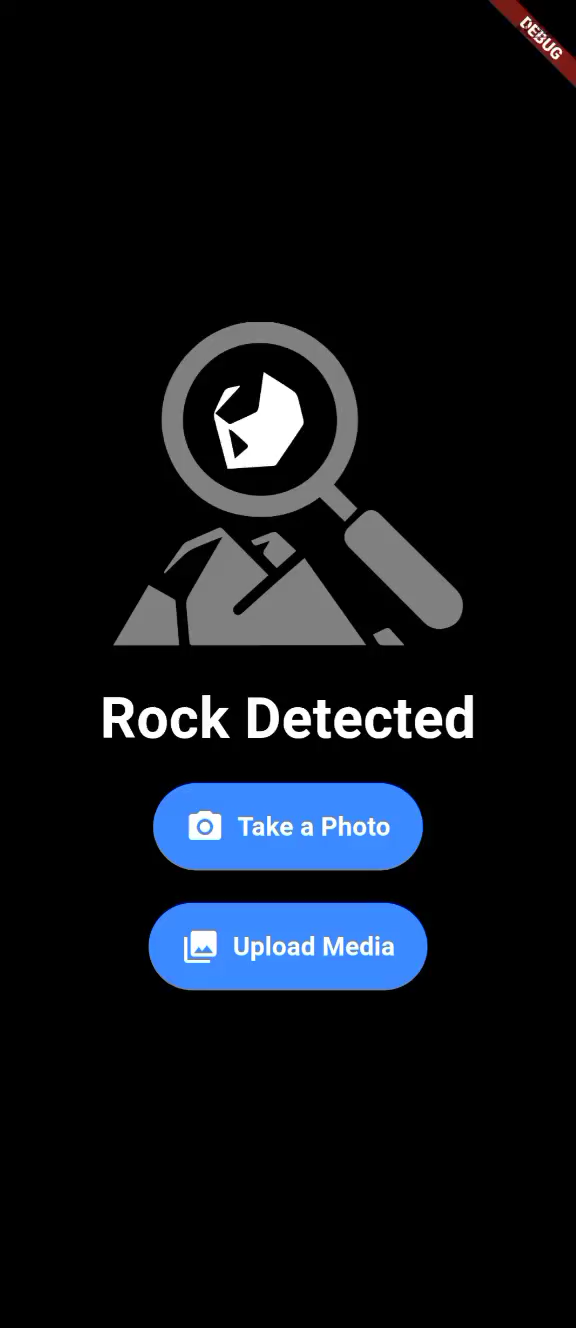 DEBUG
Rock Detected
Take a Photo
Upload Media